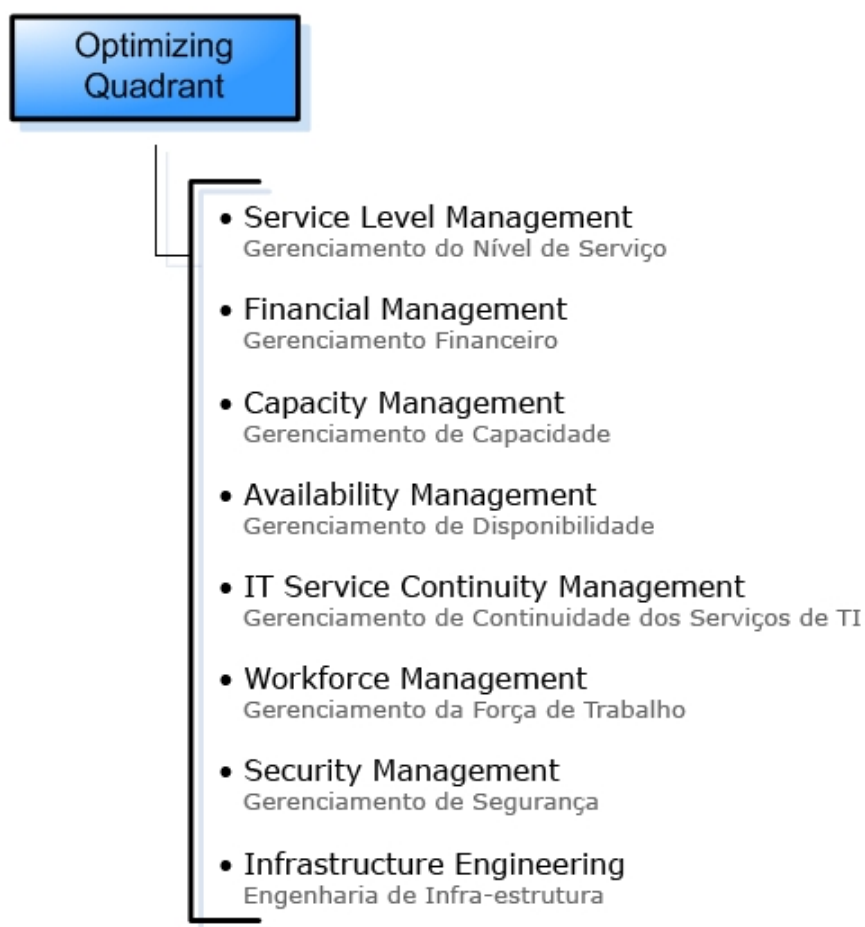 Optimizing
Quadrant
• Service Level Management
Gerenciamento do Nível de Serviço
• Financial Management
Gerenciamento Financeiro
• Capacity Management
Gerenciamento de Capacidade
• Availability Management
Gerenciamento de Disponibilidade
• IT Service Continuity Management
Gerenciamento de Continuidade dos Serviços de TI
• Workforce Management
Gerenciamento da Força de Trabalho
• Security Management
Gerenciamento de Segurança
• Infrastructure Engineering
Engenharia de Infra-estrutura